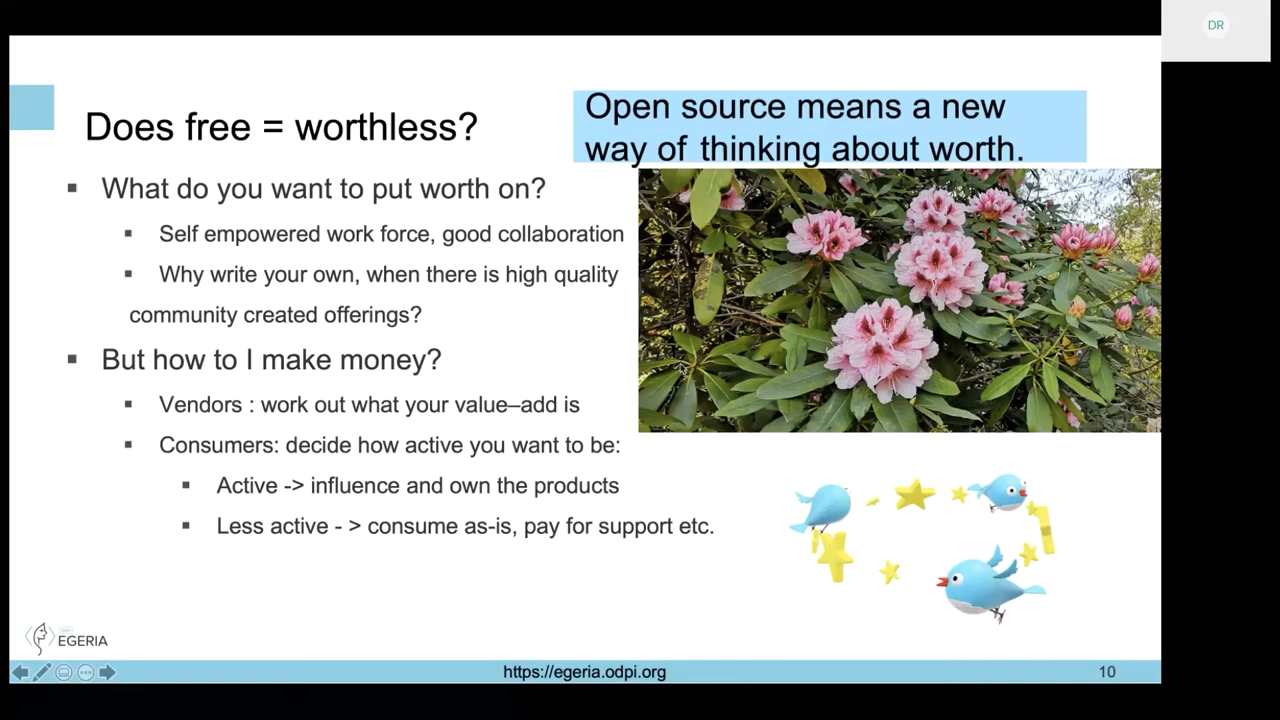 DR
Does free = worthless?
Open source means a new
way of thinking about worth.
What do you want to put worth on?
Self empowered work force, good collaboration
Why write your own, when there is high quality
community created offerings?
But how to I make money?
Vendors : work out what your value–add is
Consumers: decide how active you want to be:
Active -> influence and own the products
Less active - > consume as-is, pay for support etc.
EGERIA
https://egeria.odpi.org
10